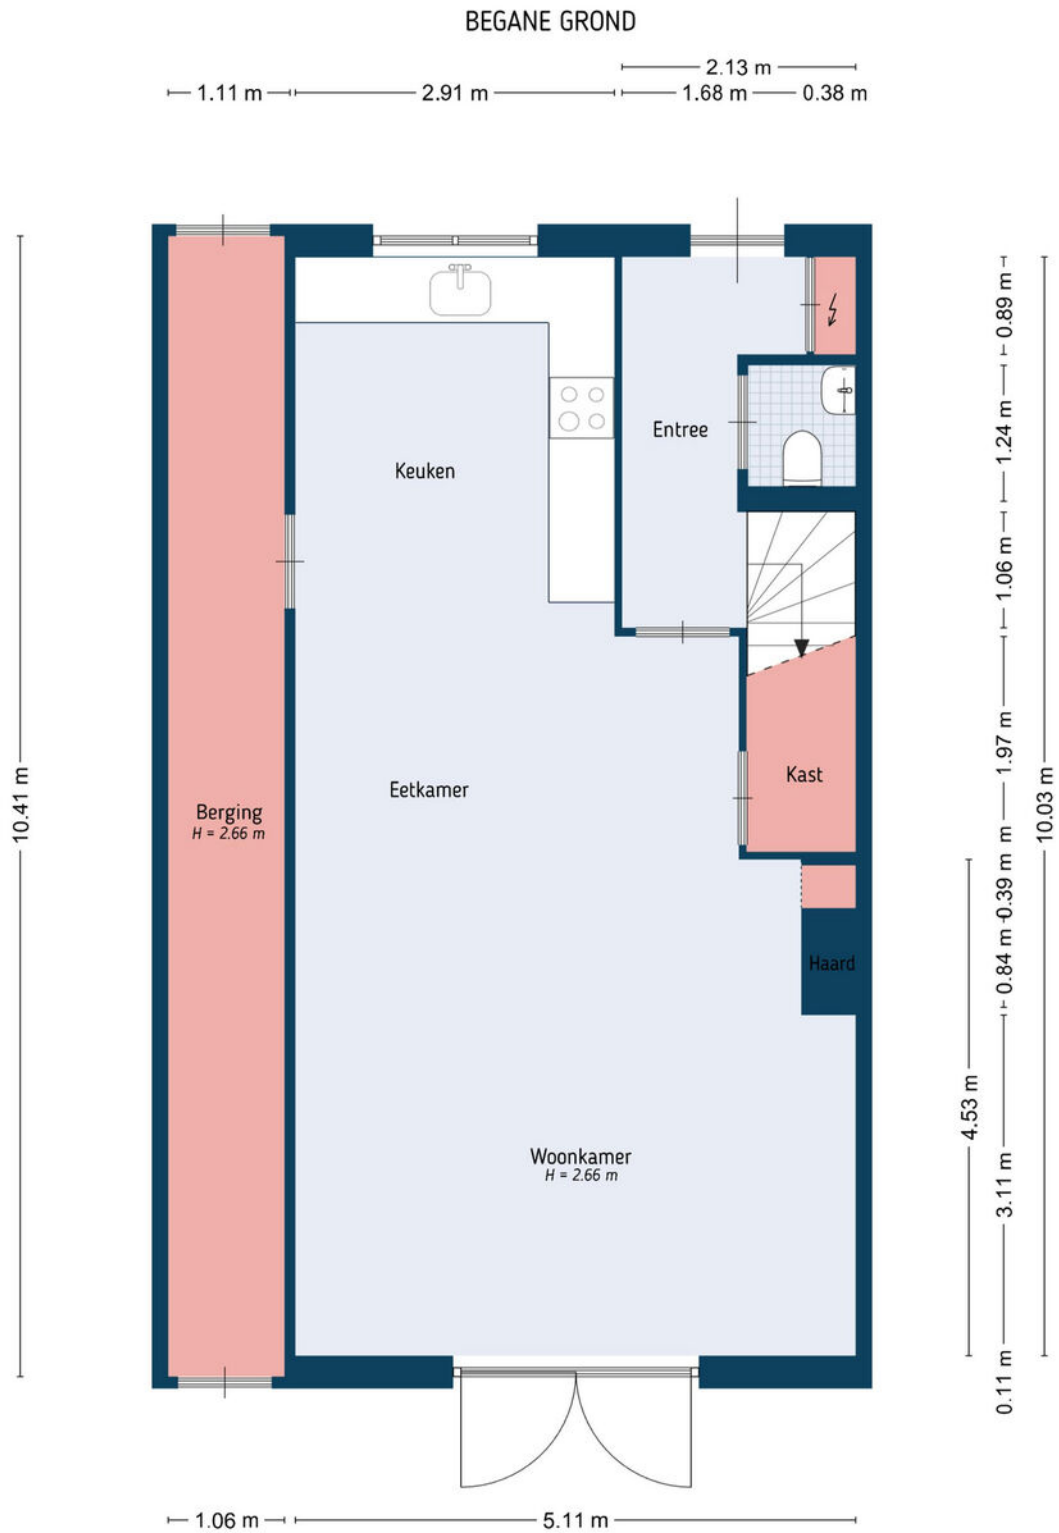 BEGANE GROND
2.13 m
1.11 m
2.91 m
1.68 m
0.38 m
0.89 m
Entree
1.24 m
Keuken
1.06 m
1.97 m
Kast
Eetkamer
10.41 m
10.03 m
Berging
H = 2.66 m
0.39 m
0.84 m
Haard
4.53 m
Woonkamer
H = 2.66 m
3.11 m
0.11 m
1.06 m
5.11 m